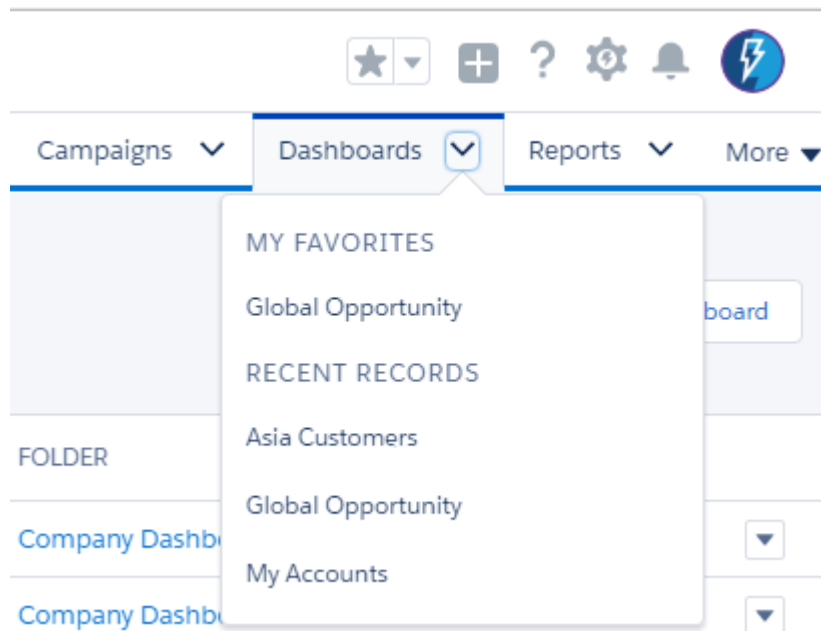 Campaigns Dashboards Reports More
MY FAVORITES
Global Opportunity
board
RECENT RECORDS
Asia Customers
FOLDER
Global Opportunity
Company Dashb
My Accounts
Company Dashb